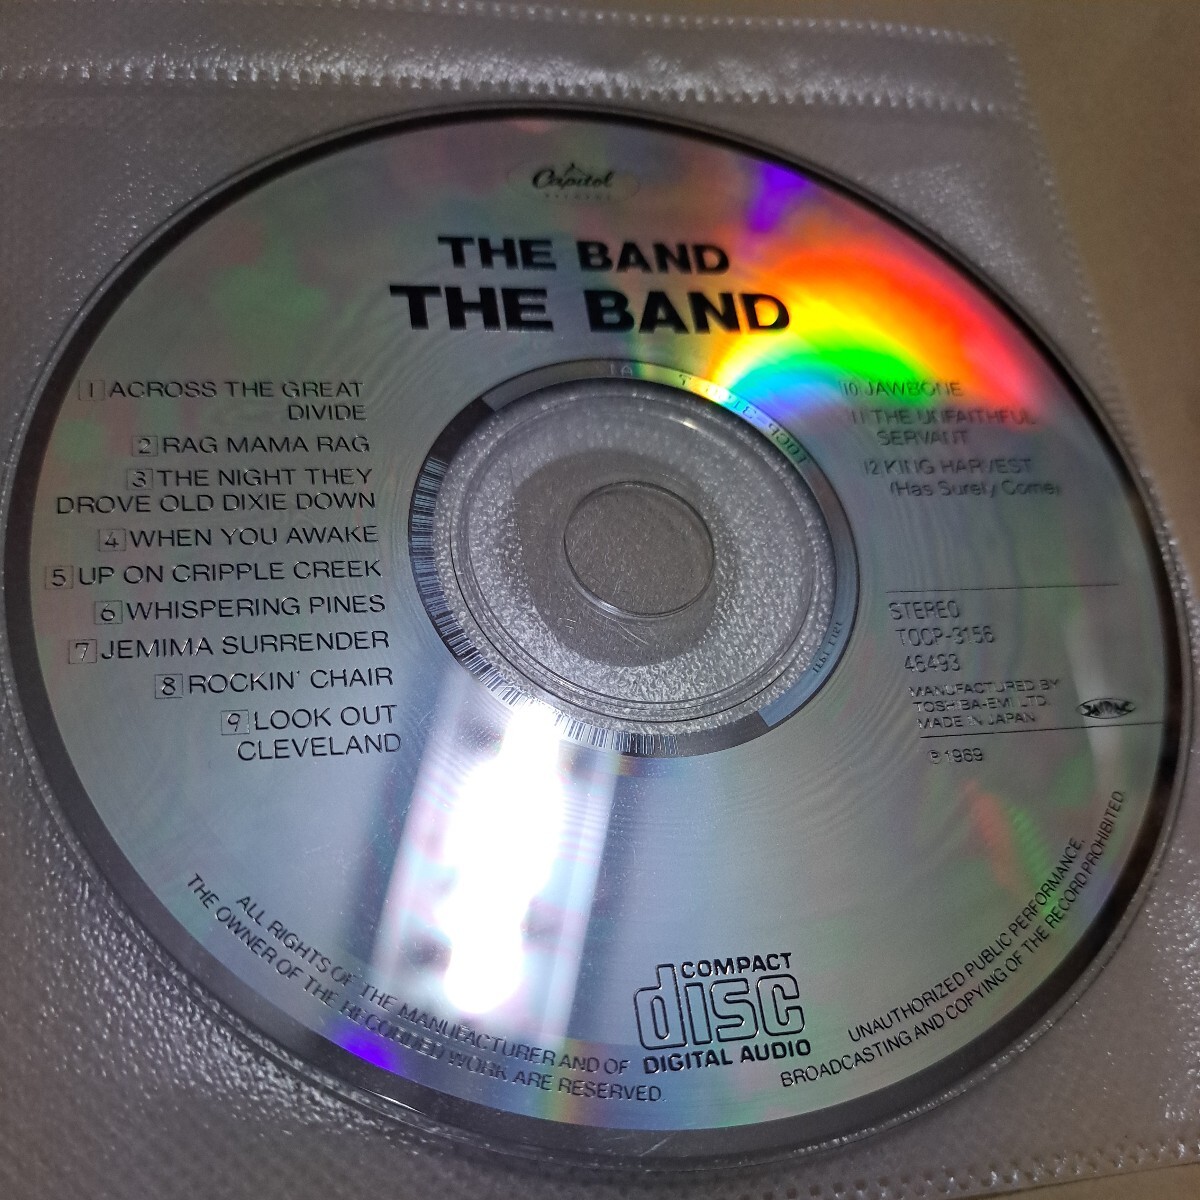 Capitol
RECORDS
THE BAND
THE BAND
1 ACROSS THE GREAT
DIVIDE
2 RAG MAMA RAG
3 THE NIGHT THEY
DROVE OLD DIXIE DOWN
4 WHEN YOU AWAKE
5 UP ON CRIPPLE CREEK
6 WHISPERING PINES
7 JEMIMA SURRENDER
8 ROCKIN' CHAIR
9 LOOK OUT
CLEVELAND
10 JAWBONE
11 THE UNFAITHFUL
SERVANT
12 KING HARVEST
(Has Surely Come)
STEREO
TOCP-3156
46493
MANUFACTURED BY
TOSHIBA-EMI LTD.
MADE IN JAPAN
℗1969
COMPACT
disc
DIGITAL AUDIO
ALL RIGHTS OF THE MANUFACTURER AND OF
THE OWNER OF THE RECORDED WORK ARE RESERVED.
UNAUTHORIZED PUBLIC PERFORMANCE,
BROADCASTING AND COPYING OF THE RECORD PROHIBITED.